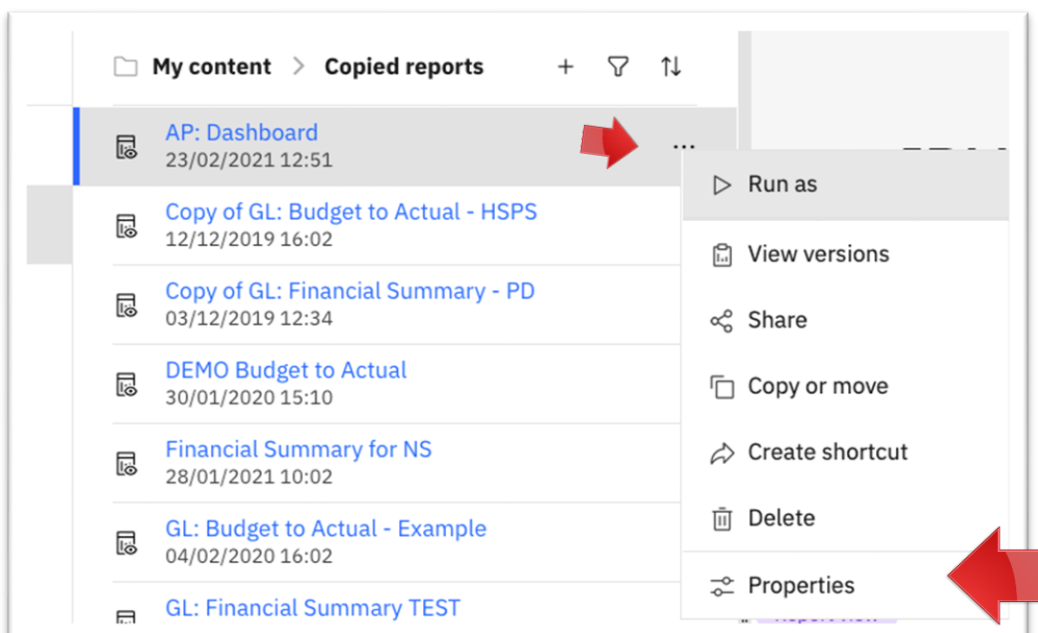 My content > Copied reports
AP: Dashboard
23/02/2021 12:51
Copy of GL: Budget to Actual - HSPS
12/12/2019 16:02
Copy of GL: Financial Summary - PD
03/12/2019 12:34
DEMO Budget to Actual
30/01/2020 15:10
Financial Summary for NS
28/01/2021 10:02
GL: Budget to Actual - Example
04/02/2020 16:02
GL: Financial Summary TEST
Run as
View versions
Share
Copy or move
Create shortcut
Delete
Properties